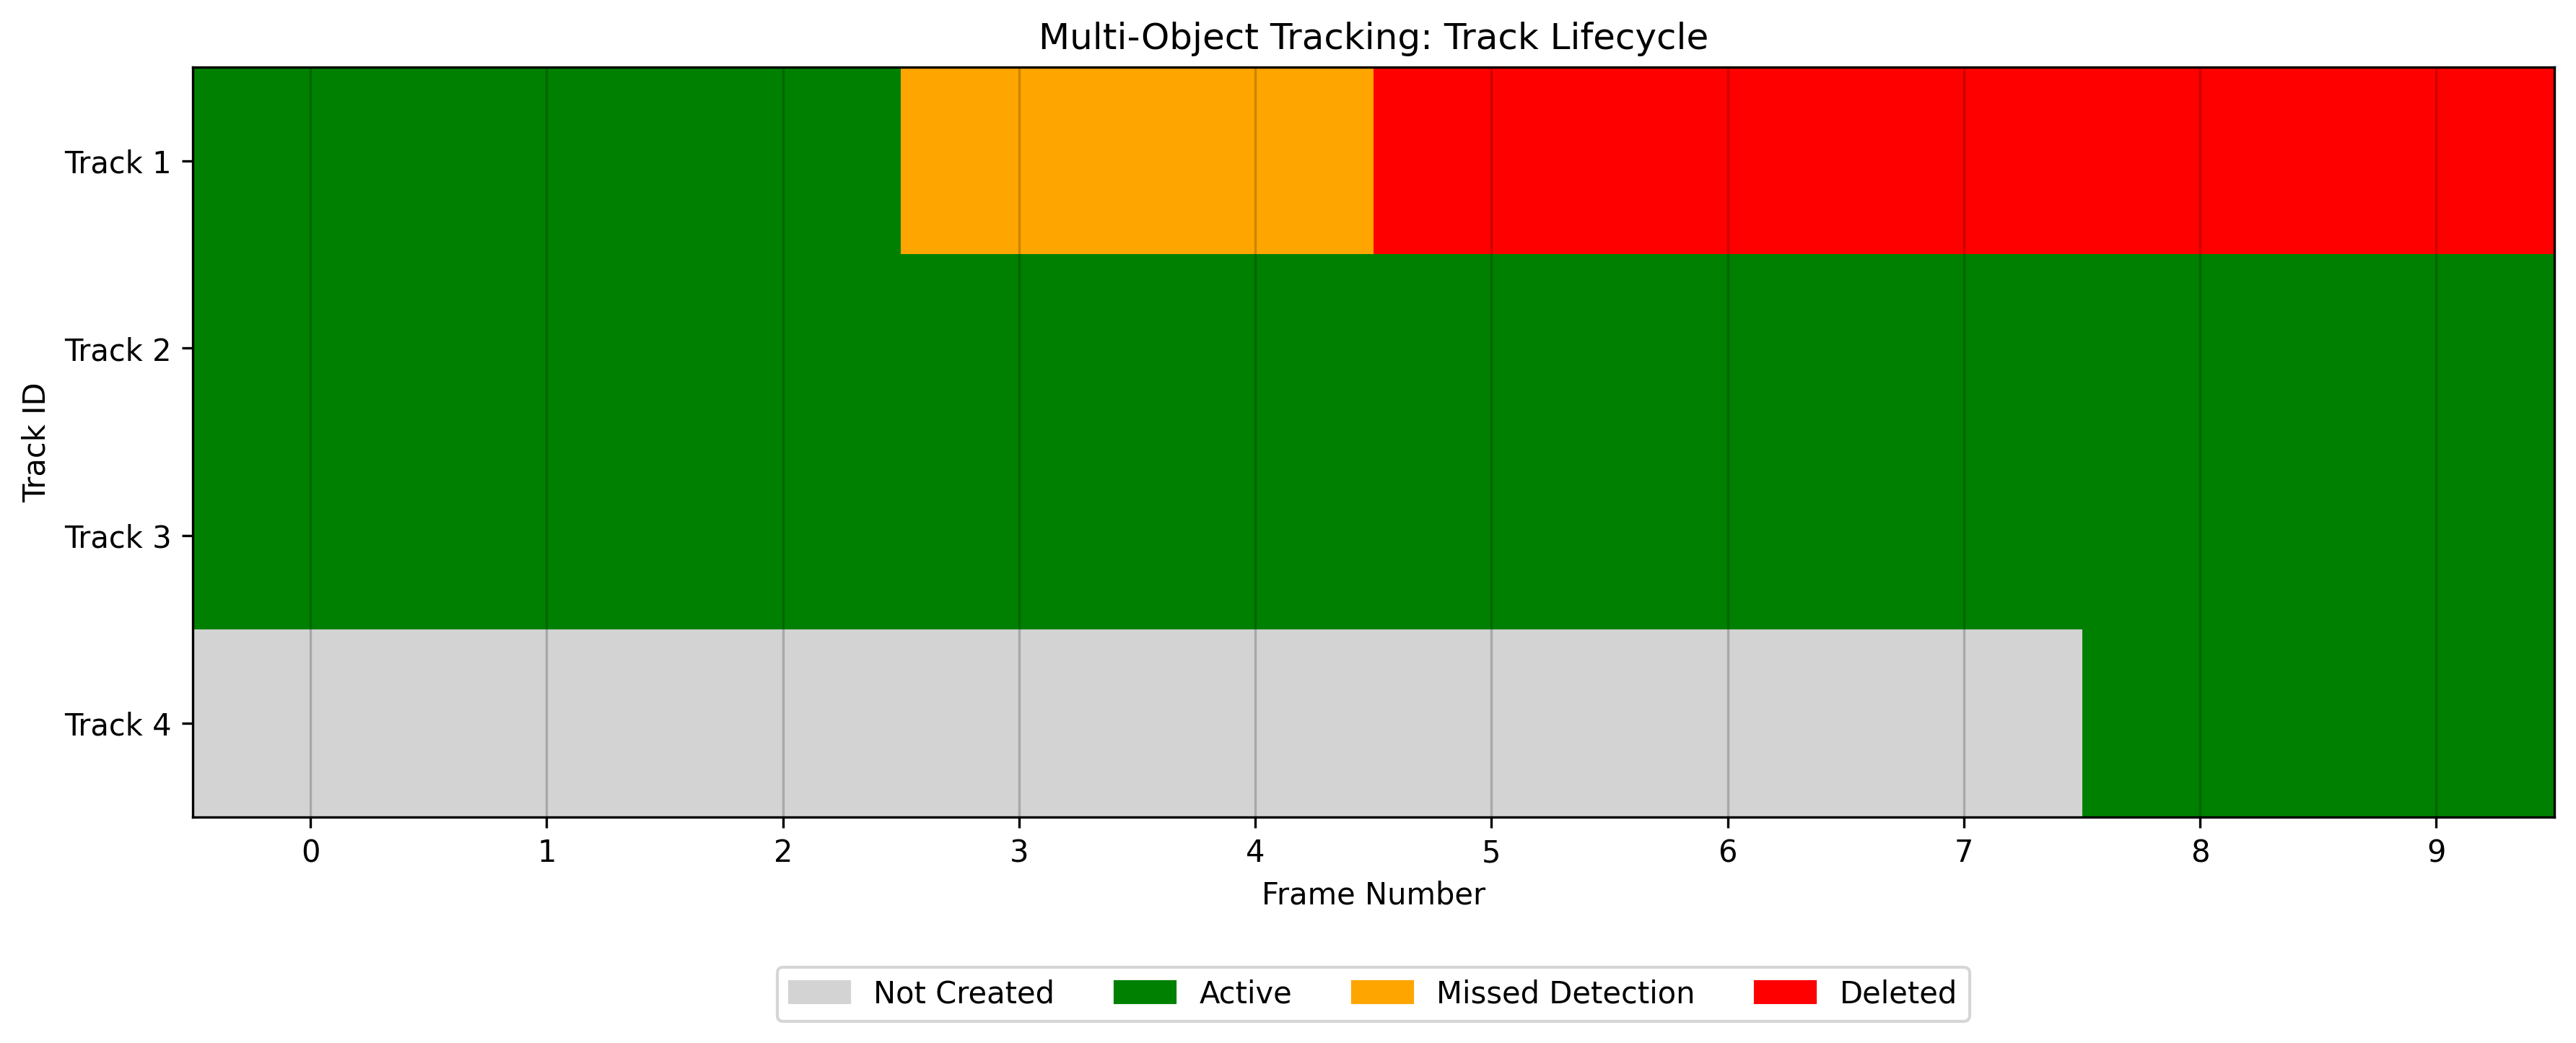 Multi-Object Tracking: Track Lifecycle
Track ID
Track 1
Track 2
Track 3
Track 4
0 1 2 3 4 5 6 7 8 9
Frame Number
Not Created Active Missed Detection Deleted